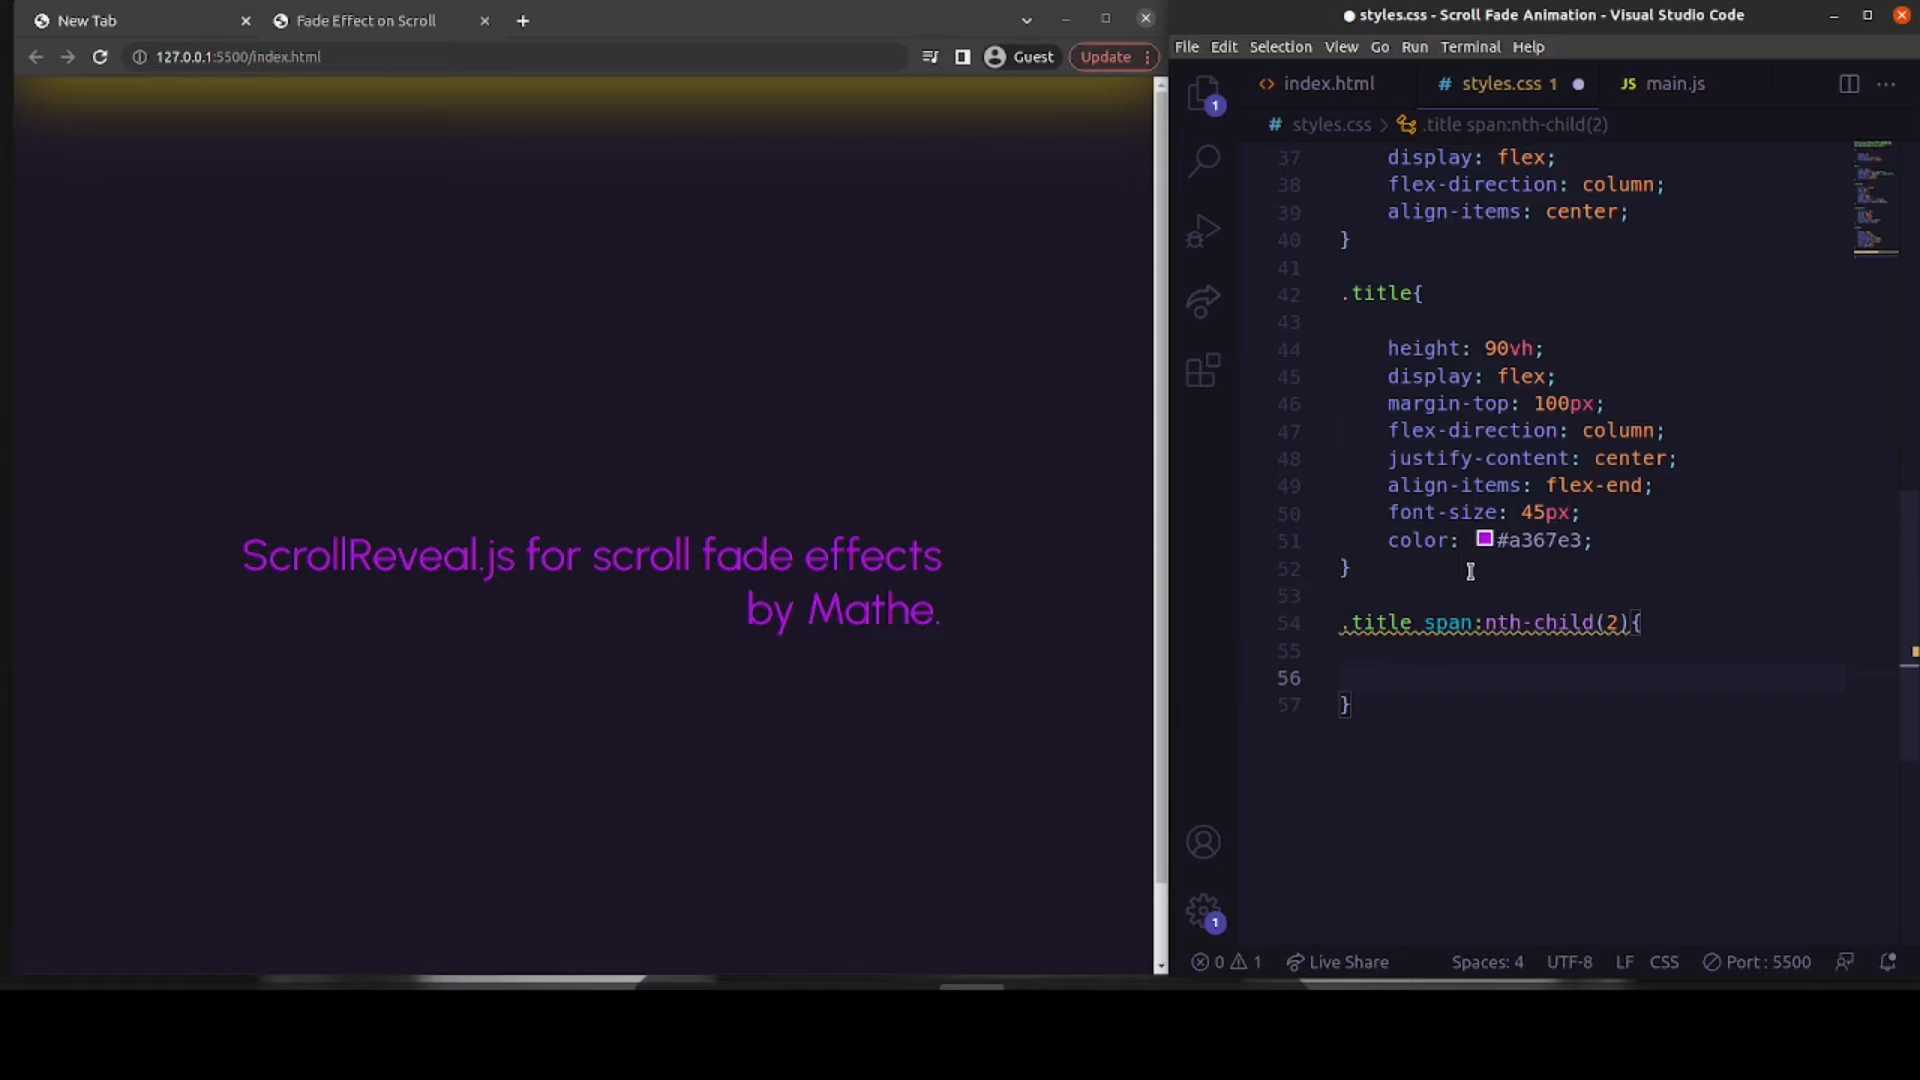 New Tab
Fade Effect on Scroll
127.0.0.1:5500/index.html
Guest
Update
ScrollReveal.js for scroll fade effects
by Mathe.
styles.css - Scroll Fade Animation - Visual Studio Code
File Edit Selection View Go Run Terminal Help
1
index.html
# styles.css 1
JS main.js
# styles.css > .title span:nth-child(2)
37 display: flex;
38 flex-direction: column;
39 align-items: center;
40 }
41
42 .title{
43
44 height: 90vh;
45 display: flex;
46 margin-top: 100px;
47 flex-direction: column;
48 justify-content: center;
49 align-items: flex-end;
50 font-size: 45px;
51 color: #a367e3;
52 }
53
54 .title span:nth-child(2){
55
56
57 }
1
0 1 Live Share Spaces: 4 UTF-8 LF CSS Port : 5500